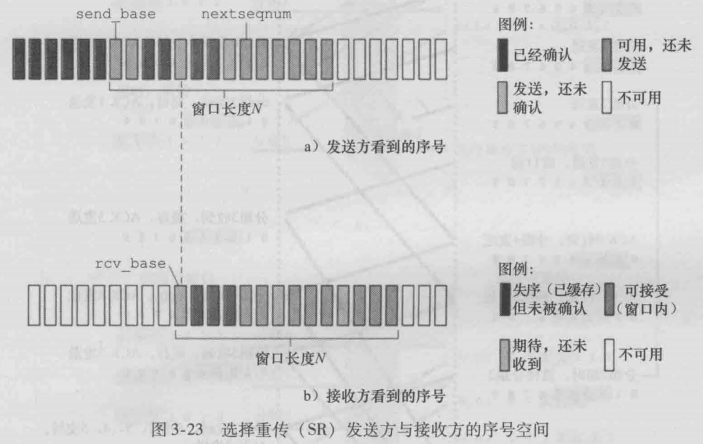 send_base
nextseqnum
窗口长度N
a）发送方看到的序号
图例：
已经确认
可用，还未
发送
发送，还未
确认
不可用
rcv_base
窗口长度N
b）接收方看到的序号
图例：
失序（已缓存）
但未被确认
可接受
（窗口内）
期待，还未
收到
不可用
图 3-23 选择重传（SR）发送方与接收方的序号空间